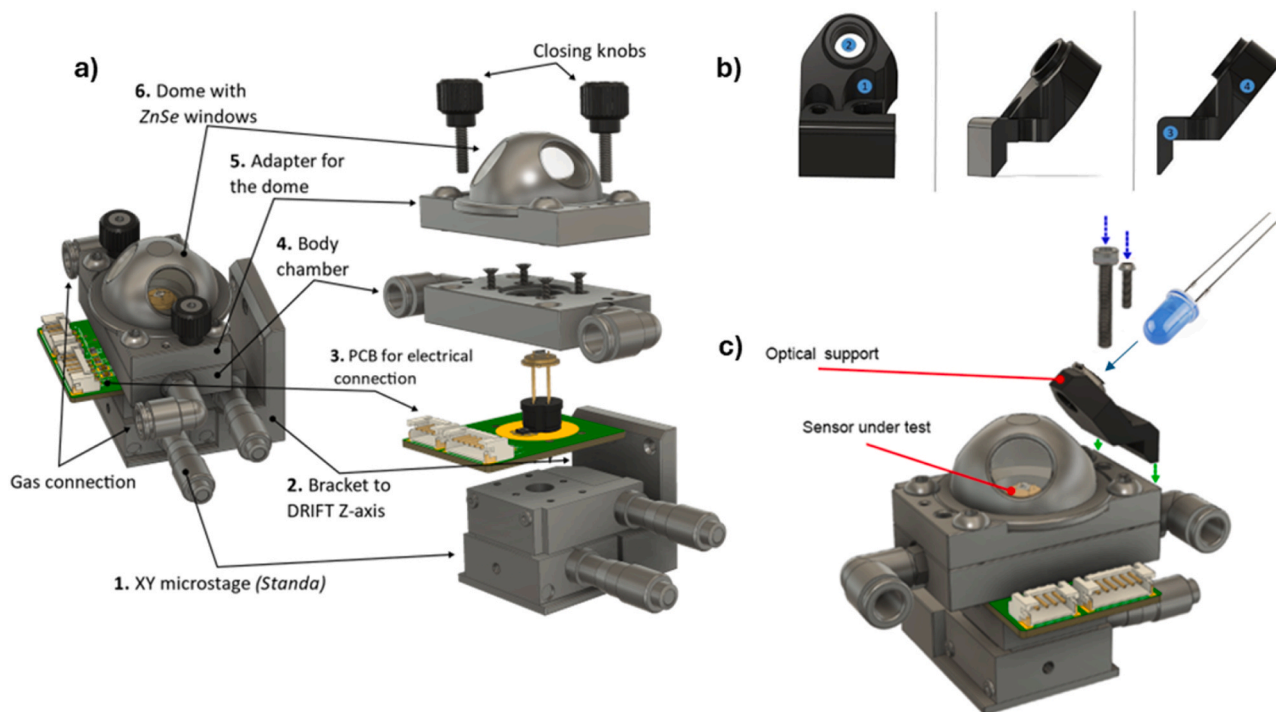 a)
Closing knobs
6. Dome with
ZnSe windows
5. Adapter for
the dome
4. Body
chamber
3. PCB for electrical
connection
Gas connection
2. Bracket to
DRIFT Z-axis
1. XY microstage (Standa)
b)
2
1
3
4
c)
Optical support
Sensor under test